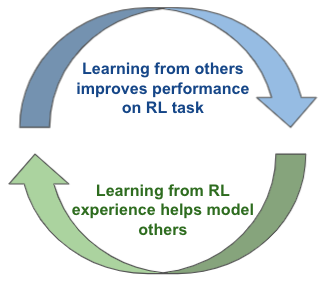 Learning from others
improves performance
on RL task
Learning from RL
experience helps model
others